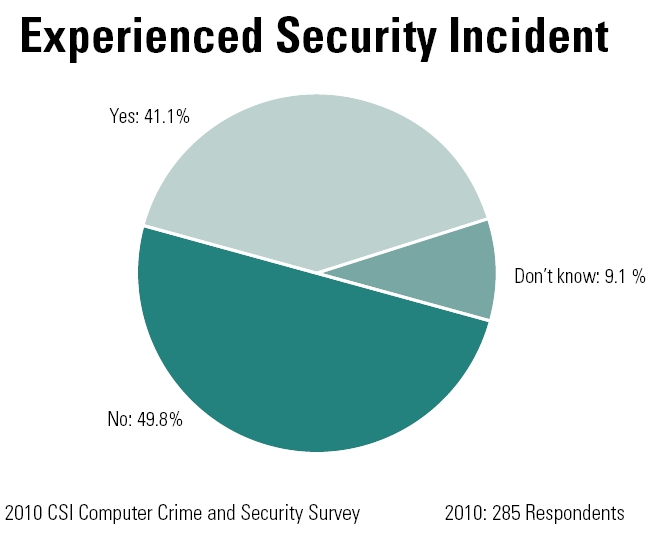 Experienced Security Incident
Yes: 41.1%
Don’t know: 9.1 %
No: 49.8%
2010 CSI Computer Crime and Security Survey
2010: 285 Respondents